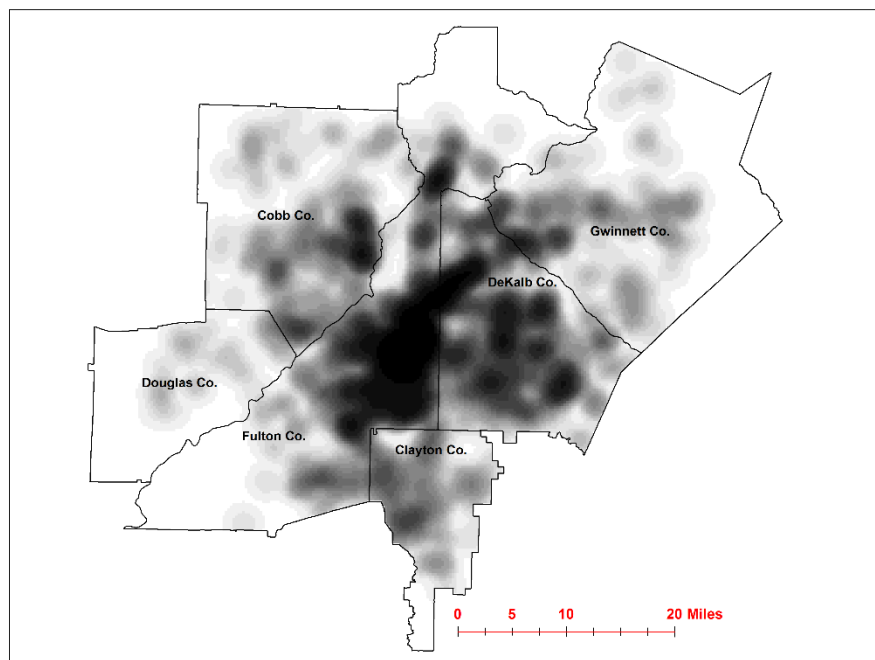 Cobb Co.
Gwinnett Co.
DeKalb Co.
Douglas Co.
Fulton Co.
Clayton Co.
0 5 10 20 Miles